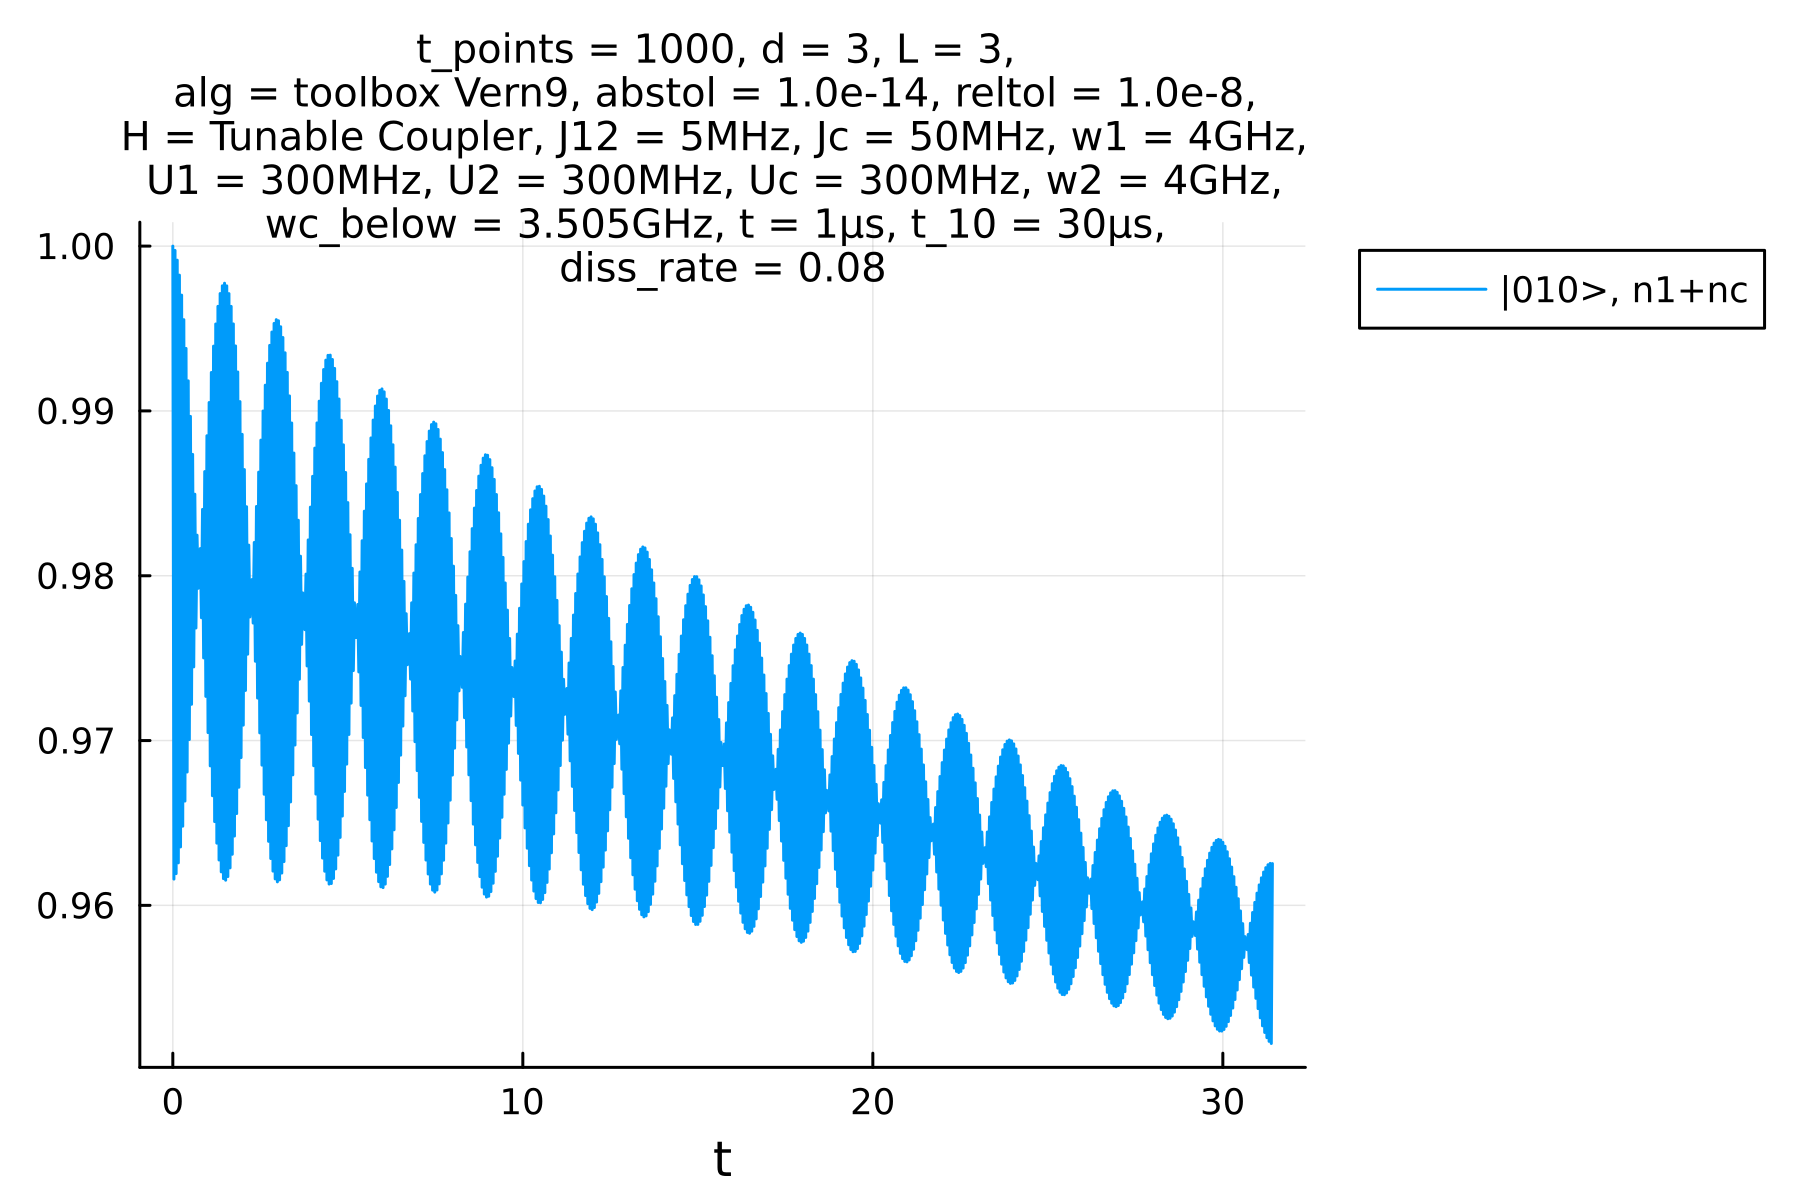 t_points = 1000, d = 3, L = 3,
alg = toolbox Vern9, abstol = 1.0e-14, reltol = 1.0e-8,
H = Tunable Coupler, J12 = 5MHz, Jc = 50MHz, w1 = 4GHz,
U1 = 300MHz, U2 = 300MHz, Uc = 300MHz, w2 = 4GHz,
wc_below = 3.505GHz, t = 1μs, t_10 = 30μs,
diss_rate = 0.08
1.00
0.99
0.98
0.97
0.96
|010>, n1+nc
0 10 20 30
t